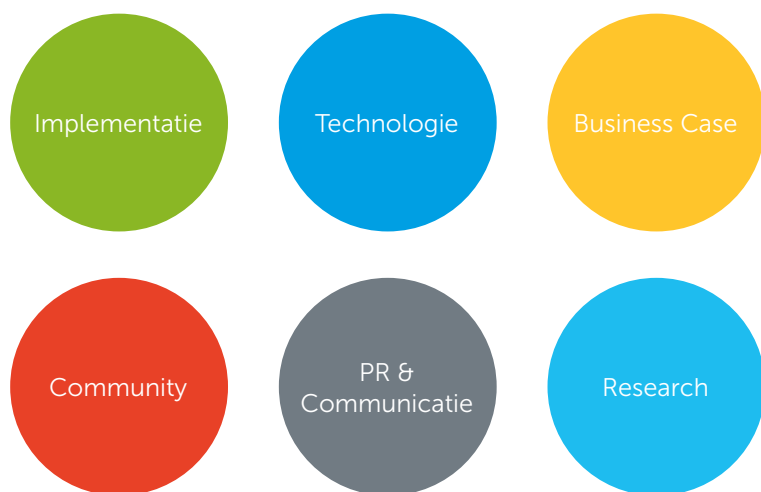 Implementatie
Technologie
Business Case
Community
PR &
Communicatie
Research